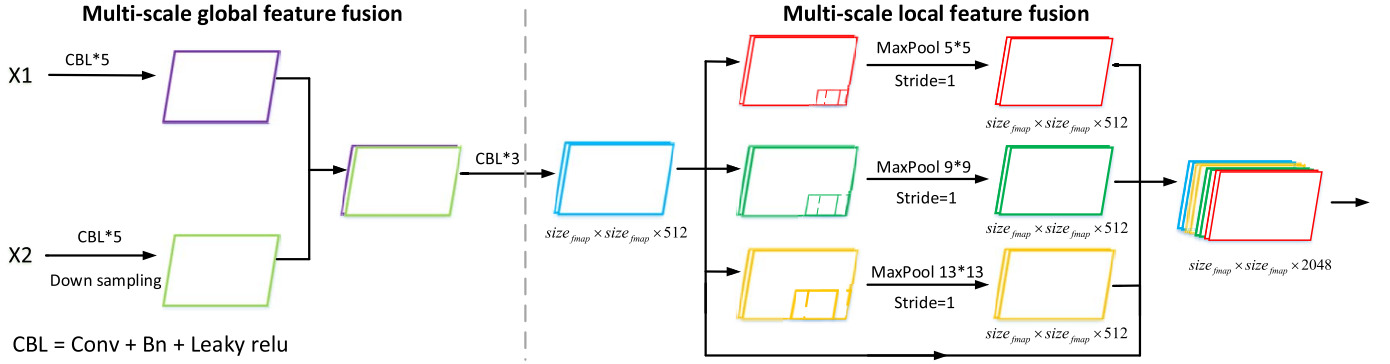 Multi-scale global feature fusion
Multi-scale local feature fusion
X1
CBL*5
X2
CBL*5
Down sampling
CBL = Conv + Bn + Leaky relu
CBL*3
size_fmap × size_fmap × 512
MaxPool 5*5
Stride=1
size_fmap × size_fmap × 512
MaxPool 9*9
Stride=1
size_fmap × size_fmap × 512
MaxPool 13*13
Stride=1
size_fmap × size_fmap × 512
size_fmap × size_fmap × 2048